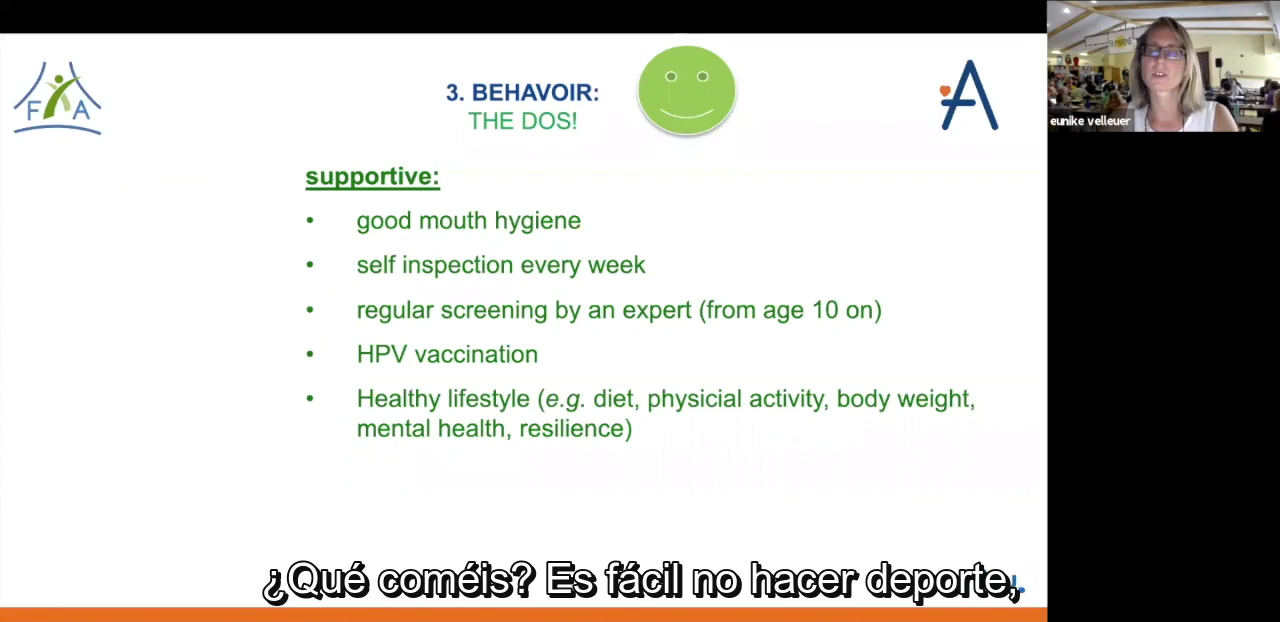 F A
3. BEHAVOIR:
THE DOS!
A
eunike velleuer
supportive:
• good mouth hygiene
• self inspection every week
• regular screening by an expert (from age 10 on)
• HPV vaccination
• Healthy lifestyle (e.g. diet, physicial activity, body weight,
mental health, resilience)
¿Qué coméis? Es fácil no hacer deporte,